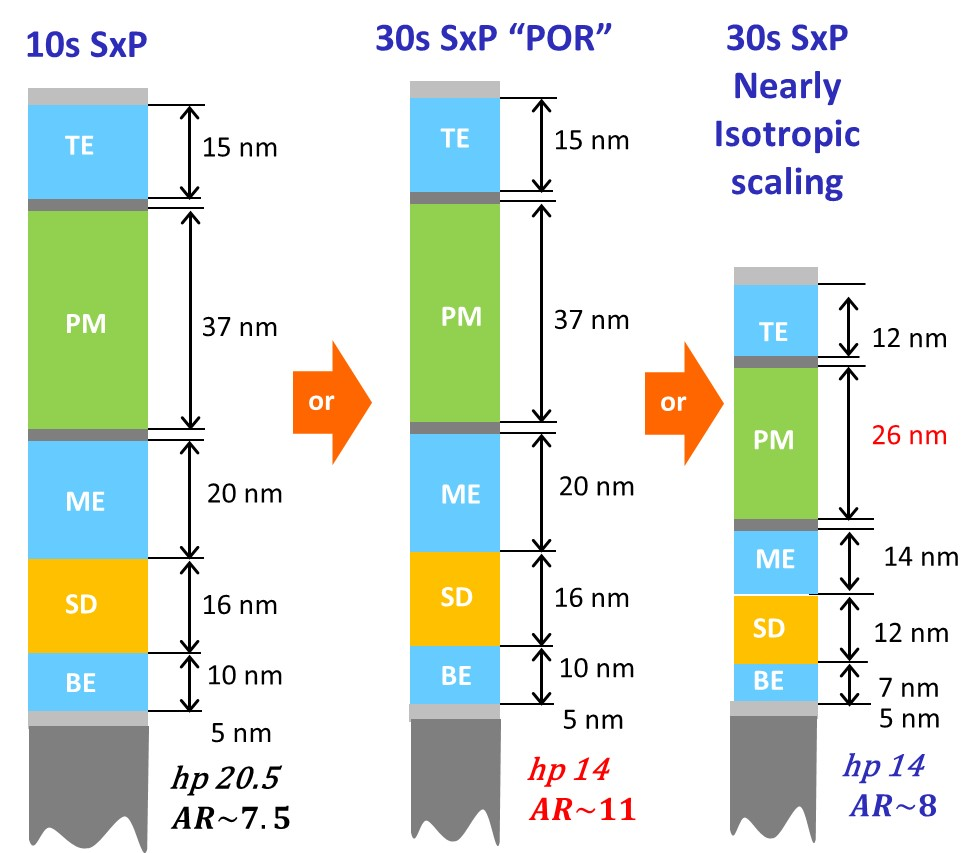 10s SxP
TE
15 nm
PM
37 nm
ME
20 nm
SD
16 nm
BE
10 nm
5 nm
hp 20.5
AR~7.5
or
30s SxP “POR”
TE
15 nm
PM
37 nm
ME
20 nm
SD
16 nm
BE
10 nm
5 nm
hp 14
AR~11
or
30s SxP
Nearly
Isotropic
scaling
TE
12 nm
PM
26 nm
ME
14 nm
SD
12 nm
BE
7 nm
5 nm
hp 14
AR~8